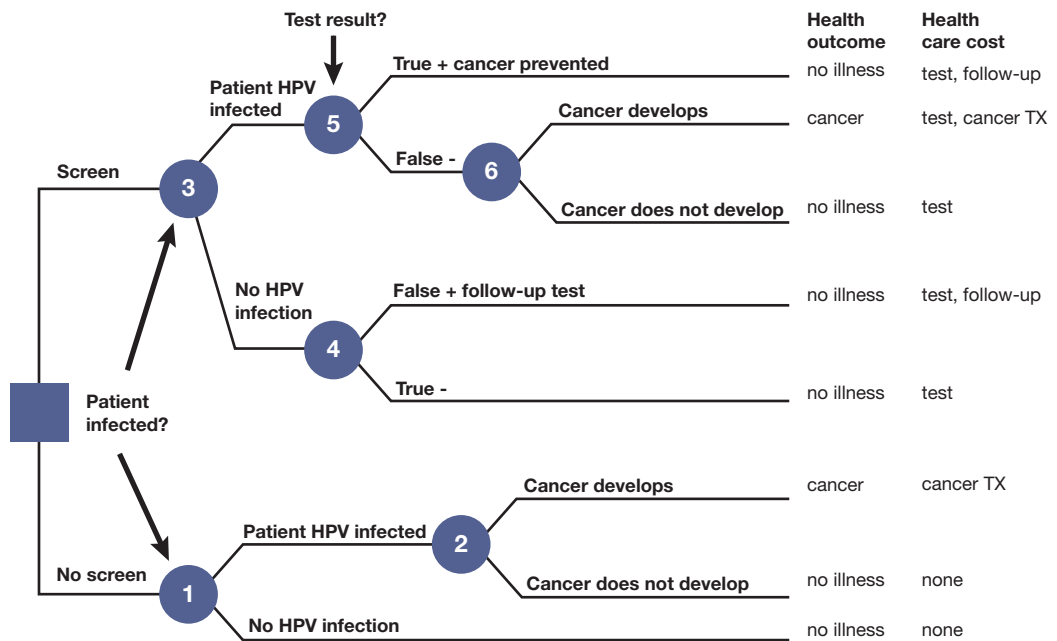 Test result?
Health
outcome
Health
care cost
True + cancer prevented
no illness
test, follow-up
Patient HPV
infected
5
Cancer develops
cancer
test, cancer TX
False -
6
Screen
3
Cancer does not develop
no illness
test
No HPV
infection
False + follow-up test
no illness
test, follow-up
4
True -
no illness
test
Patient
infected?
Cancer develops
cancer
cancer TX
Patient HPV infected
2
No screen
1
Cancer does not develop
no illness
none
No HPV infection
no illness
none